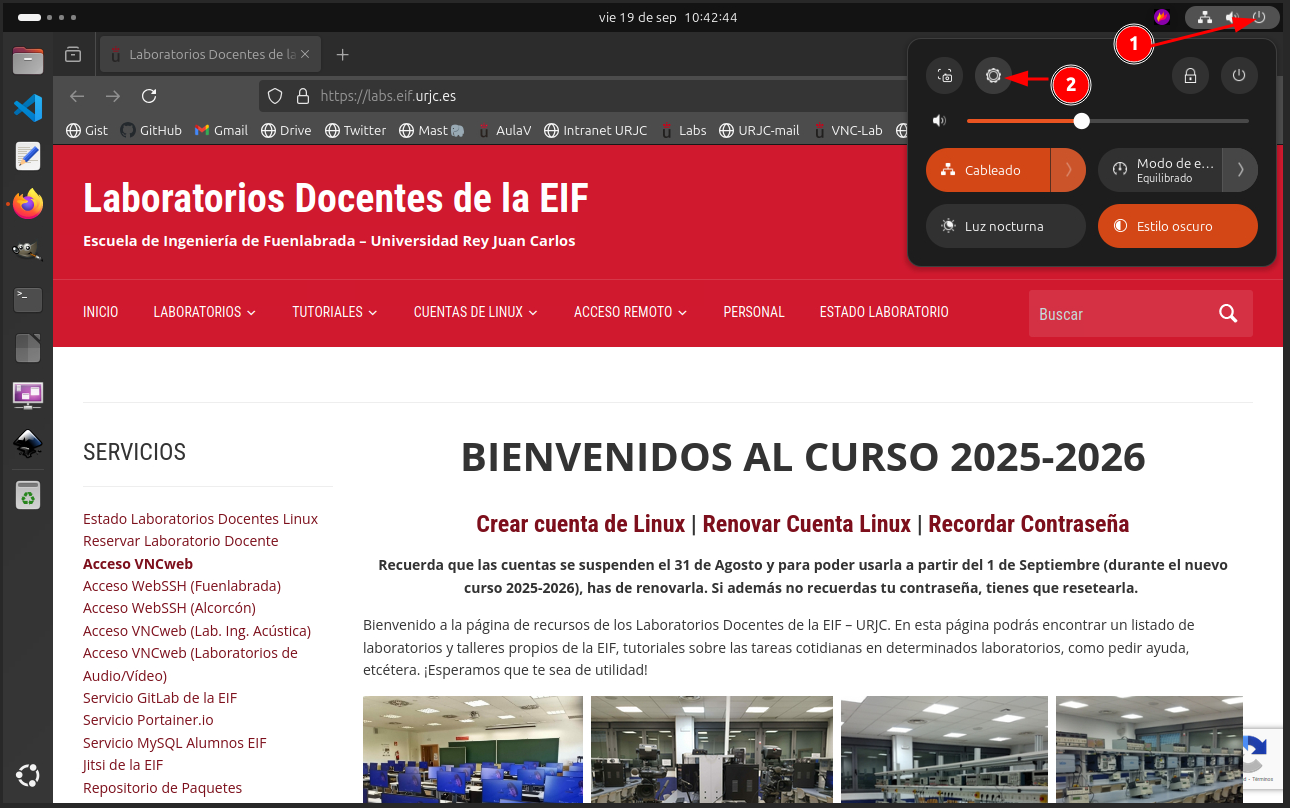 vie 19 de sep 10:42:44
1
2
Laboratorios Docentes de la
https://labs.eif.urjc.es
Gist
GitHub
Gmail
Drive
Twitter
Mast
AulaV
Intranet URJC
Labs
URJC-mail
VNC-Lab
Cableado
Modo de e...
Equilibrado
Luz nocturna
Estilo oscuro
Laboratorios Docentes de la EIF
Escuela de Ingeniería de Fuenlabrada – Universidad Rey Juan Carlos
INICIO
LABORATORIOS
TUTORIALES
CUENTAS DE LINUX
ACCESO REMOTO
PERSONAL
ESTADO LABORATORIO
Buscar
SERVICIOS
Estado Laboratorios Docentes Linux
Reservar Laboratorio Docente
Acceso VNCweb
Acceso WebSSH (Fuenlabrada)
Acceso WebSSH (Alcorcón)
Acceso VNCweb (Lab. Ing. Acústica)
Acceso VNCweb (Laboratorios de
Audio/Vídeo)
Servicio GitLab de la EIF
Servicio Portainer.io
Servicio MySQL Alumnos EIF
Jitsi de la EIF
Repositorio de Paquetes
BIENVENIDOS AL CURSO 2025-2026
Crear cuenta de Linux | Renovar Cuenta Linux | Recordar Contraseña
Recuerda que las cuentas se suspenden el 31 de Agosto y para poder usarla a partir del 1 de Septiembre (durante el nuevo
curso 2025-2026), has de renovarla. Si además no recuerdas tu contraseña, tienes que resetearla.
Bienvenido a la página de recursos de los Laboratorios Docentes de la EIF – URJC. En esta página podrás encontrar un listado de
laboratorios y talleres propios de la EIF, tutoriales sobre las tareas cotidianas en determinados laboratorios, como pedir ayuda,
etcétera. ¡Esperamos que te sea de utilidad!
- Términos